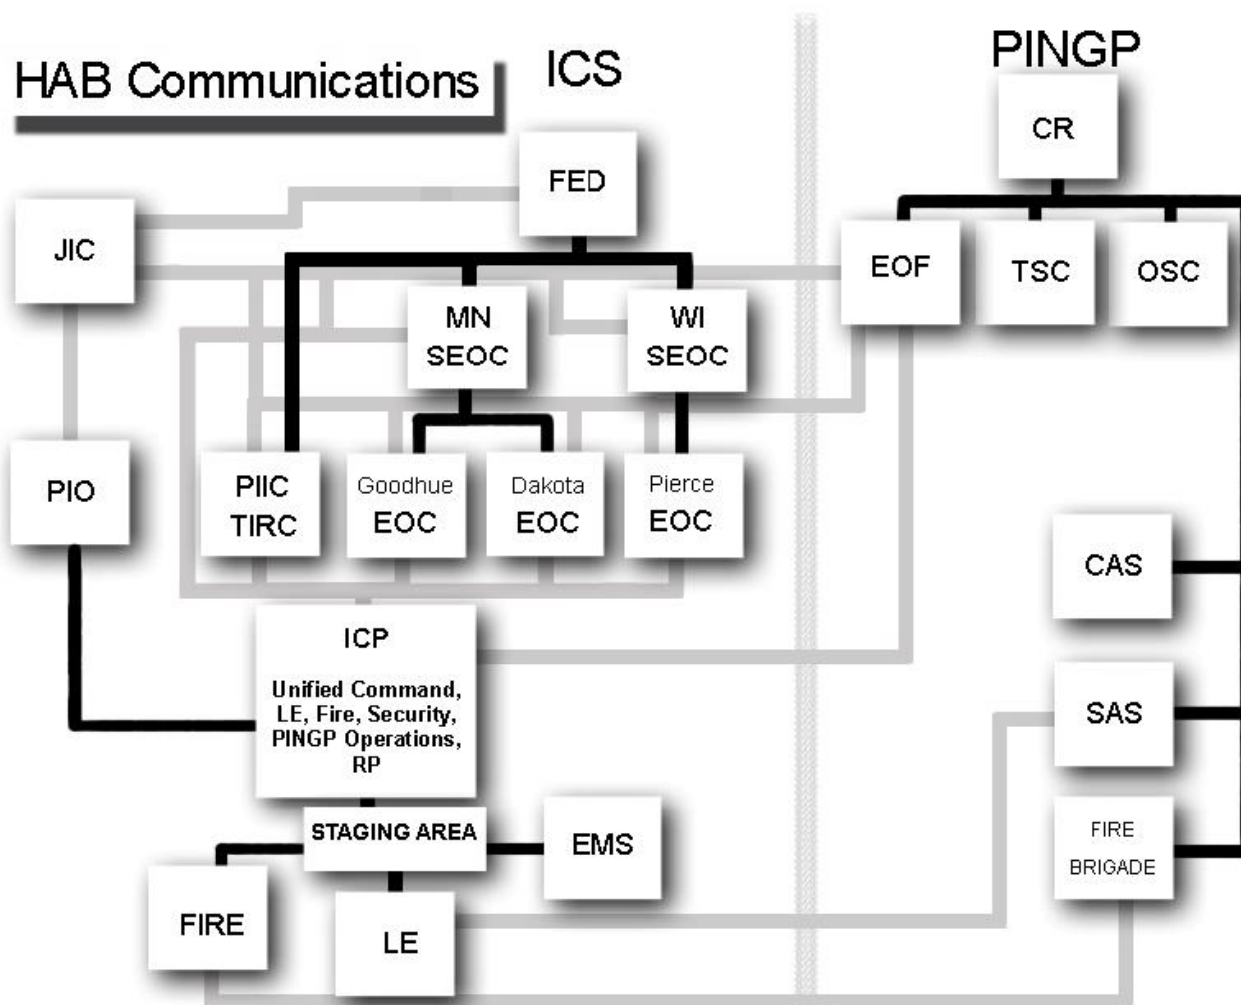 HAB Communications
ICS
PINGP
CR
FED
JIC
EOF
TSC
OSC
MN
SEOC
WI
SEOC
PIO
PIIC
TIRC
Goodhue
EOC
Dakota
EOC
Pierce
EOC
CAS
ICP
Unified Command,
LE, Fire, Security,
PINGP Operations,
RP
SAS
STAGING AREA
EMS
FIRE
BRIGADE
FIRE
LE